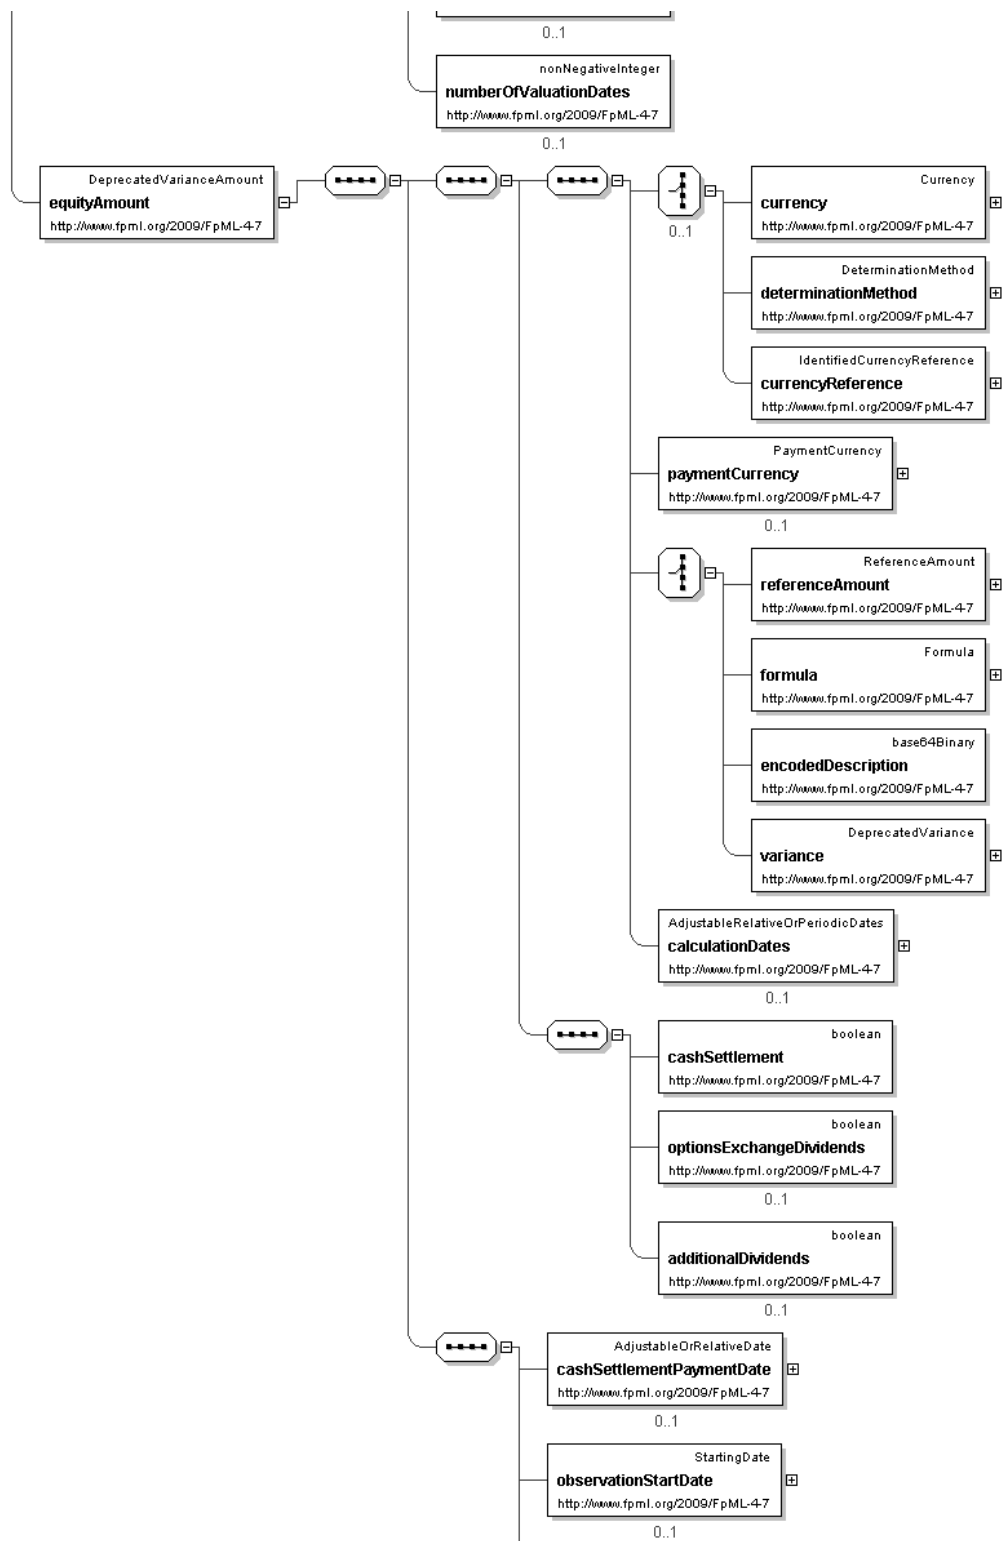 0..1
nonNegativeInteger
numberOfValuationDates
http://www.fpml.org/2009/FpML-4-7
0..1
DeprecatedVarianceAmount
equityAmount
http://www.fpml.org/2009/FpML-4-7
0..1
Currency
currency
http://www.fpml.org/2009/FpML-4-7
DeterminationMethod
determinationMethod
http://www.fpml.org/2009/FpML-4-7
IdentifiedCurrencyReference
currencyReference
http://www.fpml.org/2009/FpML-4-7
PaymentCurrency
paymentCurrency
http://www.fpml.org/2009/FpML-4-7
0..1
ReferenceAmount
referenceAmount
http://www.fpml.org/2009/FpML-4-7
Formula
formula
http://www.fpml.org/2009/FpML-4-7
base64Binary
encodedDescription
http://www.fpml.org/2009/FpML-4-7
DeprecatedVariance
variance
http://www.fpml.org/2009/FpML-4-7
AdjustableRelativeOrPeriodicDates
calculationDates
http://www.fpml.org/2009/FpML-4-7
0..1
boolean
cashSettlement
http://www.fpml.org/2009/FpML-4-7
boolean
optionsExchangeDividends
http://www.fpml.org/2009/FpML-4-7
0..1
boolean
additionalDividends
http://www.fpml.org/2009/FpML-4-7
0..1
AdjustableOrRelativeDate
cashSettlementPaymentDate
http://www.fpml.org/2009/FpML-4-7
0..1
StartingDate
observationStartDate
http://www.fpml.org/2009/FpML-4-7
0..1